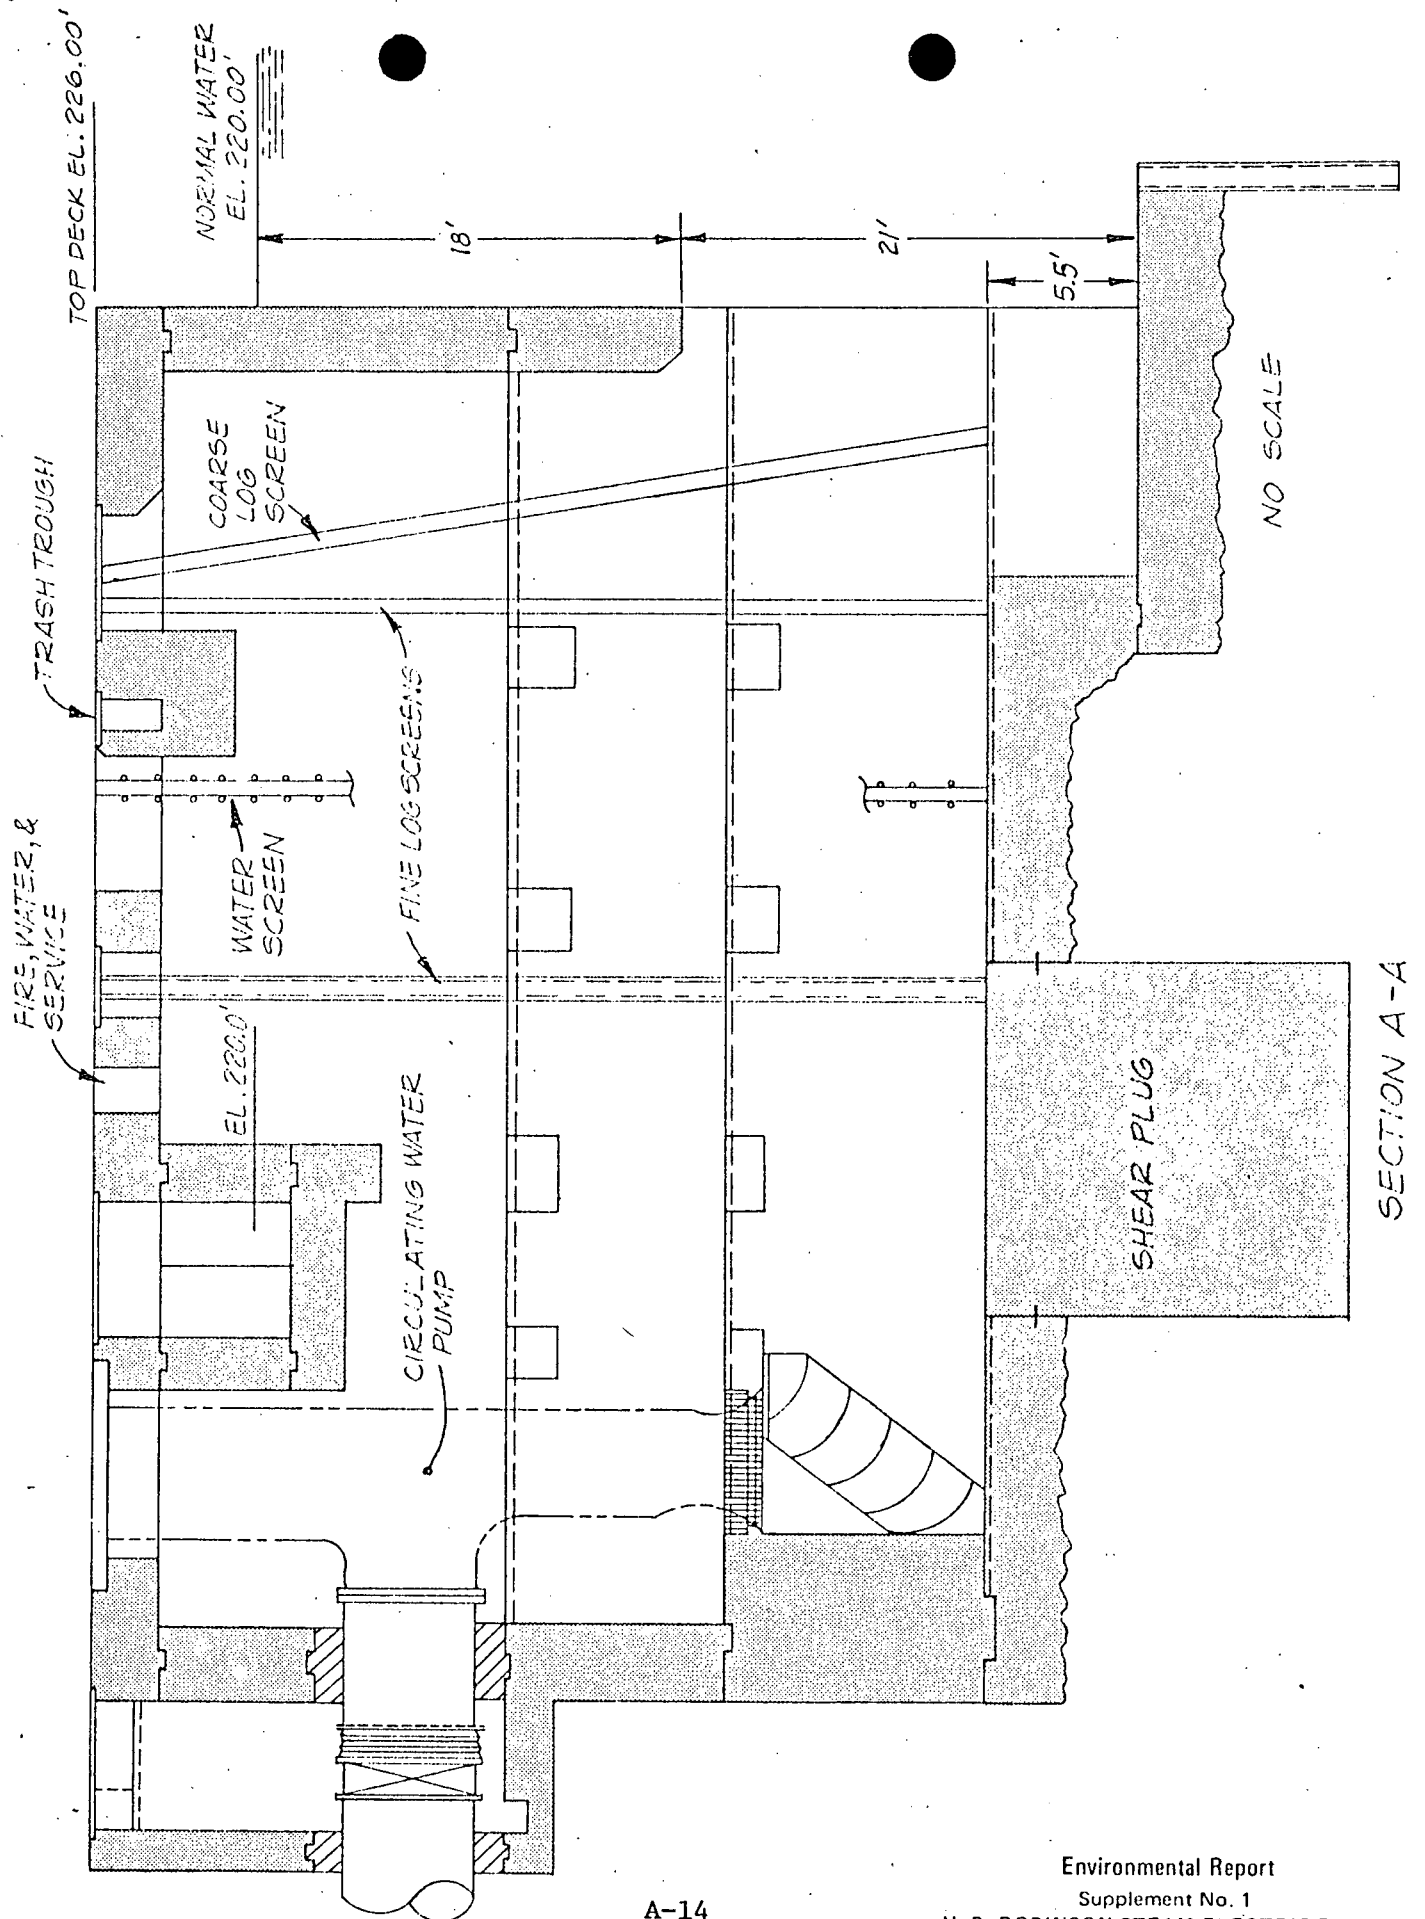 TOP DECK EL. 226.00'
NORMAL WATER
EL. 220.00'
18'
21'
5.5'
TRASH TROUGH
COARSE
LOG
SCREEN
NO SCALE
FIRE, WATER, &
SERVICE
WATER
SCREEN
FINE LOG SCREENS
EL. 220.0'
CIRCULATING WATER
PUMP
SHEAR PLUG
SECTION A-A
A-14
Environmental Report
Supplement No. 1